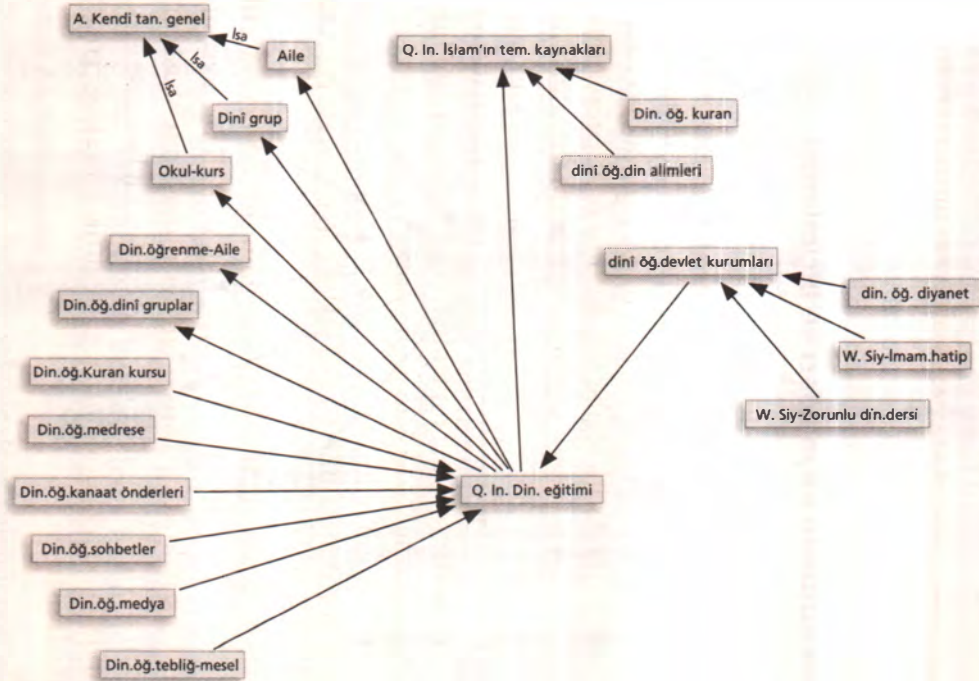 A. Kendi tan. genel
İsa
Aile
İsa
İsa
Dinî grup
Okul-kurs
Q. In. İslam'ın tem. kaynakları
Din. öğ. kuran
dinî öğ.din alimleri
Din.öğrenme-Aile
Din.öğ.dinî gruplar
Din.öğ.Kuran kursu
Din.öğ.medrese
Din.öğ.kanaat önderleri
Din.öğ.sohbetler
Din.öğ.medya
Din.öğ.tebliğ-mesel
Q. In. Din. eğitimi
dinî öğ.devlet kurumları
din. öğ. diyanet
W. Siy-İmam.hatip
W. Siy-Zorunlu din.dersi